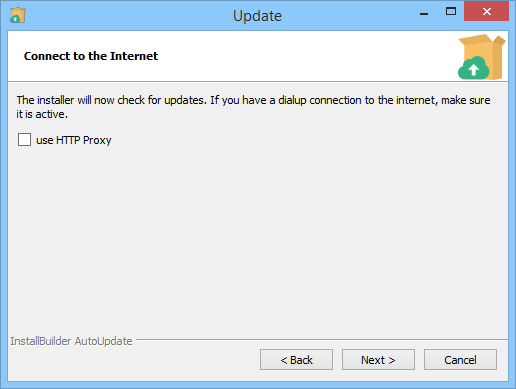 Update
Connect to the Internet
The installer will now check for updates. If you have a dialup connection to the internet, make sure
it is active.
use HTTP Proxy
InstallBuilder AutoUpdate
< Back
Next >
Cancel